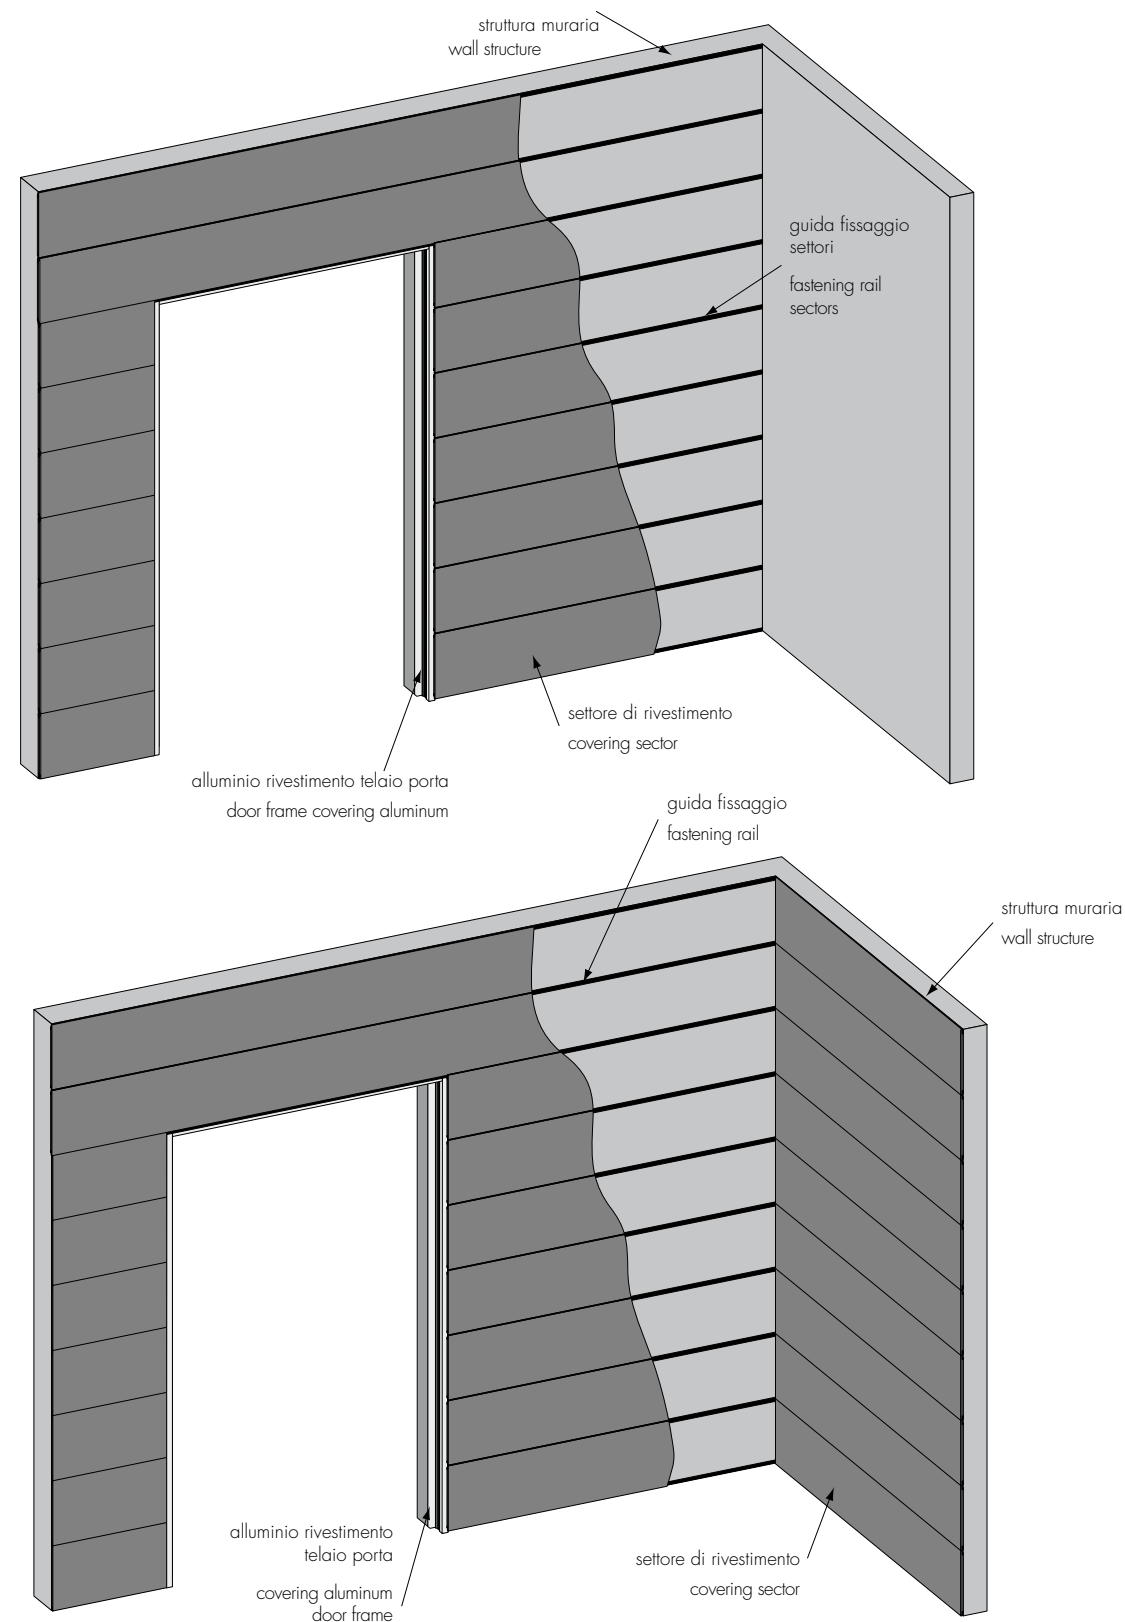 struttura muraria
wall structure
guida fissaggio
settori
fastening rail
sectors
settore di rivestimento
covering sector
alluminio rivestimento telaio porta
door frame covering aluminum
guida fissaggio
fastening rail
struttura muraria
wall structure
alluminio rivestimento
telaio porta
covering aluminum
door frame
settore di rivestimento
covering sector